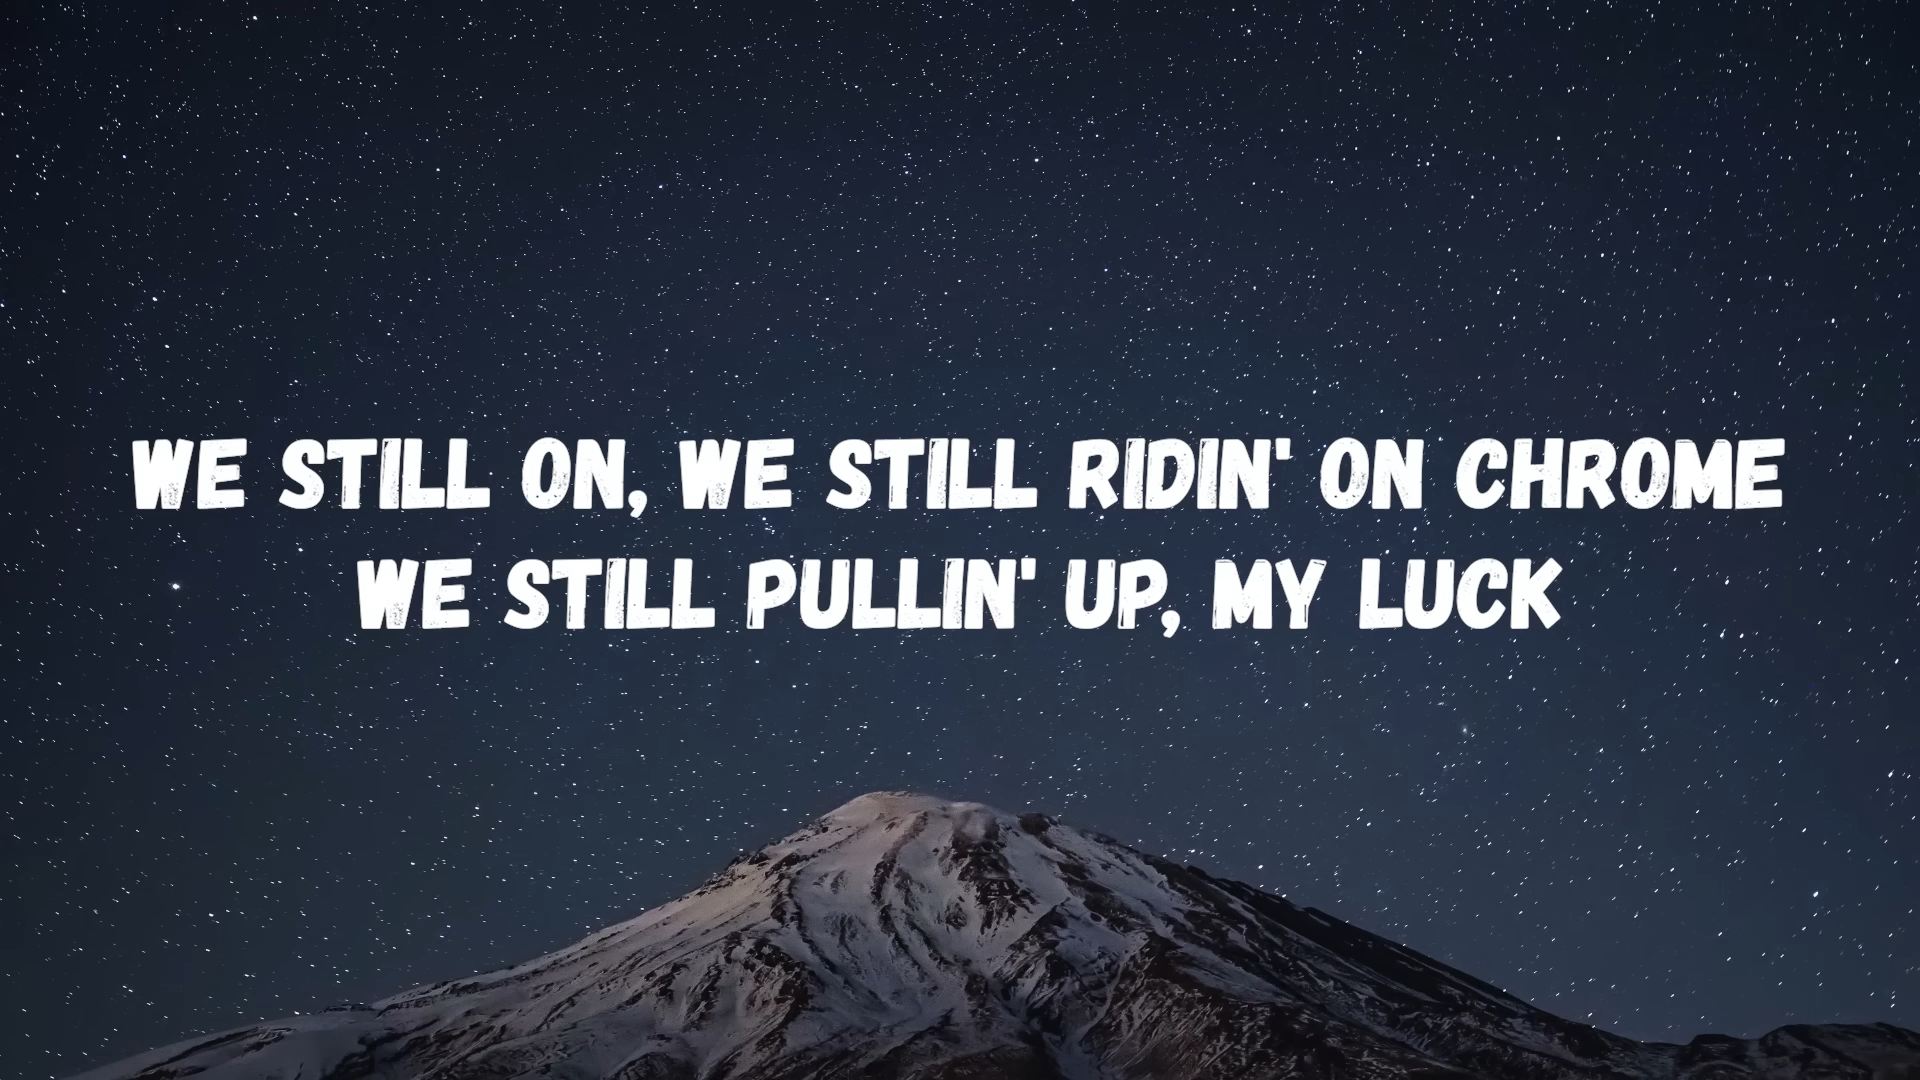 WE STILL ON, WE STILL RIDIN' ON CHROME
WE STILL PULLIN' UP, MY LUCK